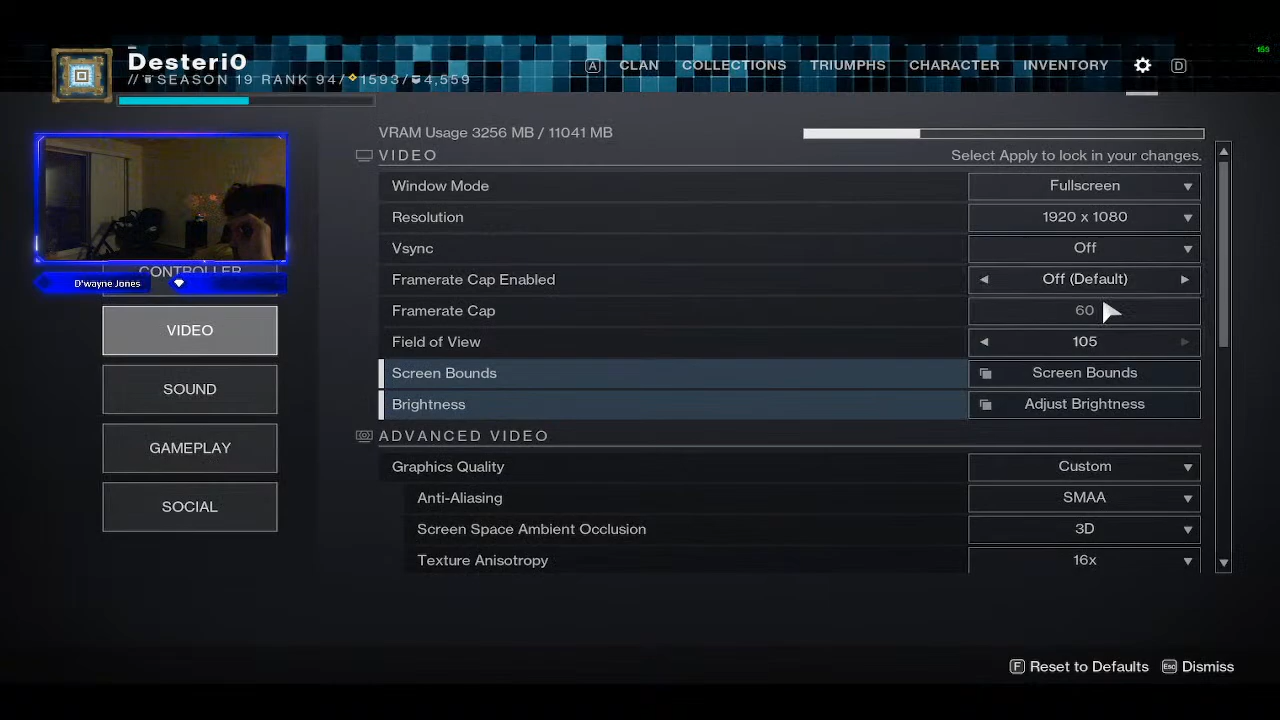 DesteriO
// SEASON 19 RANK 94/ 1593/ 4,559
A CLAN COLLECTIONS TRIUMPHS CHARACTER INVENTORY D
169
VRAM Usage 3256 MB / 11041 MB
VIDEO
Select Apply to lock in your changes.
Window Mode Fullscreen
Resolution 1920 x 1080
Vsync Off
Framerate Cap Enabled Off (Default)
Framerate Cap 60
Field of View 105
Screen Bounds Screen Bounds
Brightness Adjust Brightness
ADVANCED VIDEO
Graphics Quality Custom
Anti-Aliasing SMAA
Screen Space Ambient Occlusion 3D
Texture Anisotropy 16x
CONTROLLER
D'wayne Jones
VIDEO
SOUND
GAMEPLAY
SOCIAL
F Reset to Defaults Esc Dismiss